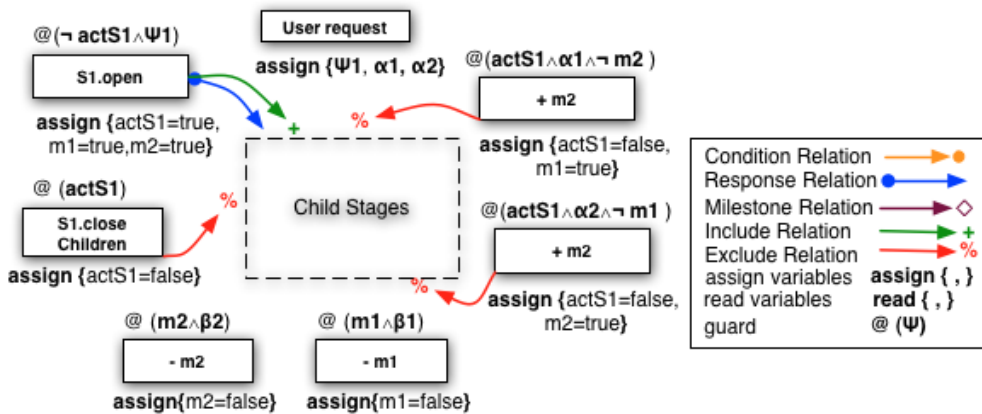 @(¬ actS1∧Ψ1)
S1.open
assign {actS1=true,
m1=true,m2=true}
User request
assign {Ψ1, α1, α2}
@(actS1∧α1∧¬ m2 )
+ m2
assign {actS1=false,
m1=true}
+
%
@ (actS1)
S1.close
Children
assign {actS1=false}
%
Child Stages
@(actS1∧α2∧¬ m1 )
+ m2
assign {actS1=false,
m2=true}
%
@ (m2∧β2)
- m2
assign{m2=false}
@ (m1∧β1)
- m1
assign{m1=false}
Condition Relation
Response Relation
Milestone Relation
Include Relation +
Exclude Relation %
assign variables assign { , }
read variables read { , }
guard @ (Ψ)